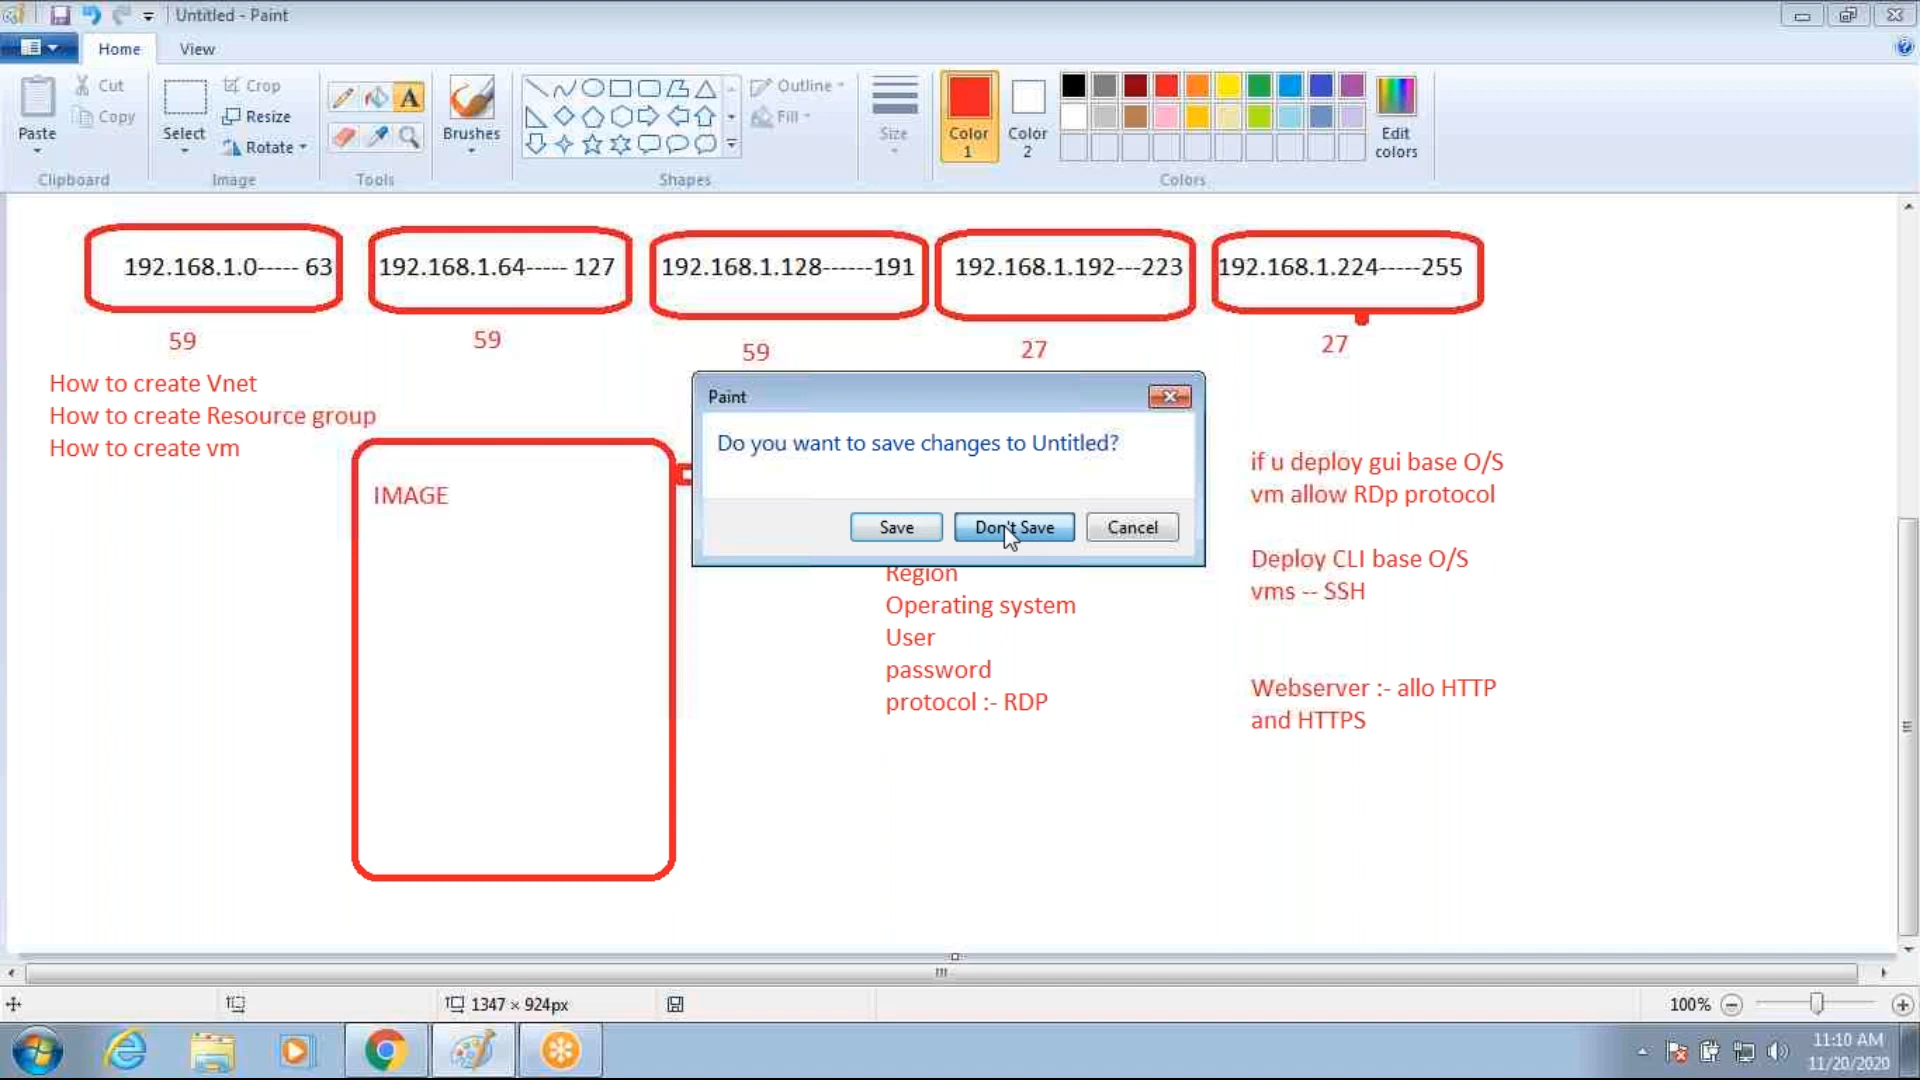 Untitled - Paint
Home
View
Paste
Cut
Copy
Clipboard
Select
Crop
Resize
Rotate
Image
Tools
Brushes
Shapes
Outline
Fill
Size
Color 1
Color 2
Edit colors
Colors
192.168.1.0----- 63
192.168.1.64----- 127
192.168.1.128------191
192.168.1.192---223
192.168.1.224-----255
59
59
59
27
27
How to create Vnet
How to create Resource group
How to create vm
IMAGE
Paint
Do you want to save changes to Untitled?
Save
Don't Save
Cancel
Region
Operating system
User
password
protocol :- RDP
if u deploy gui base O/S
vm allow RDp protocol
Deploy CLI base O/S
vms -- SSH
Webserver :- allo HTTP
and HTTPS
1347 × 924px
100%
11:10 AM
11/20/2020